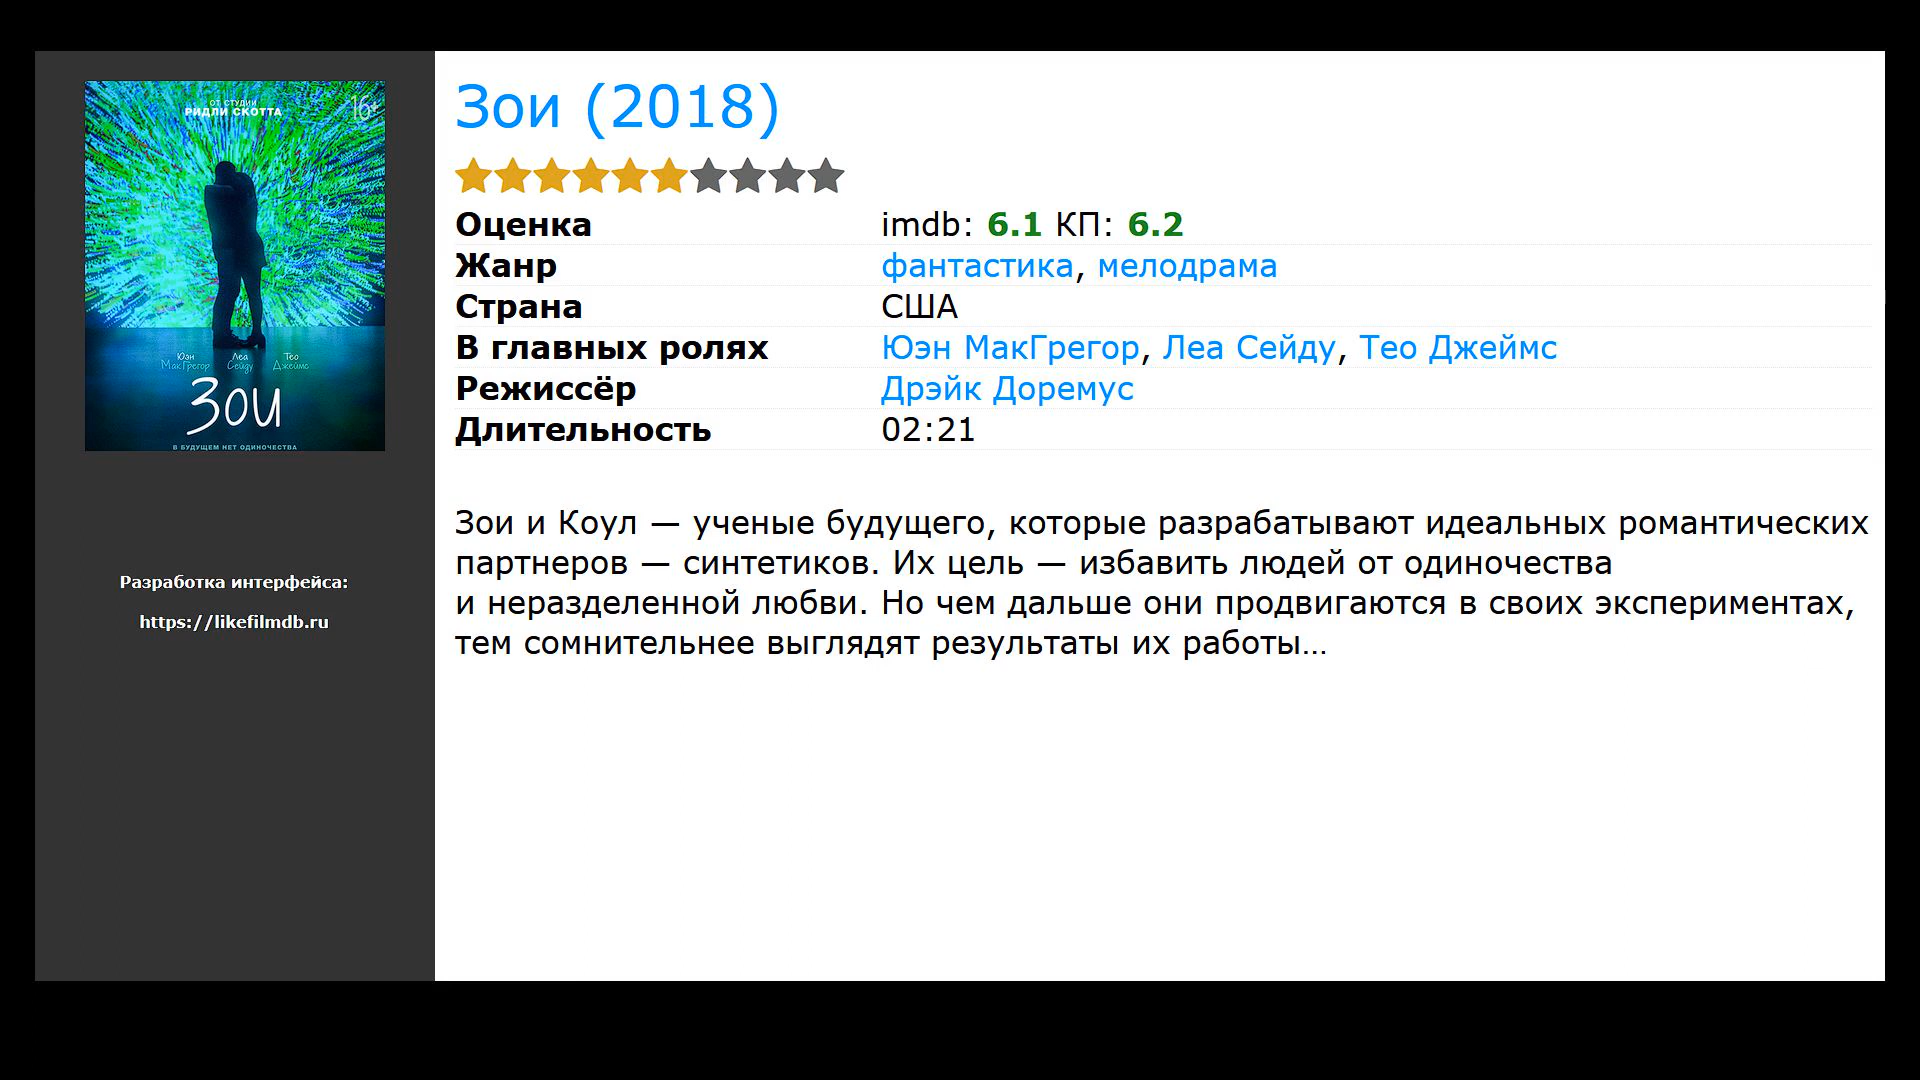 ОТ СТУДИИ
РИДЛИ СКОТТА
16+
Юэн Леа Тео
МакГрегор Сейду Джеймс
Зои
В БУДУЩЕМ НЕТ ОДИНОЧЕСТВА
Разработка интерфейса:
https://likefilmdb.ru
Зои (2018)
Оценка imdb: 6.1 КП: 6.2
Жанр фантастика, мелодрама
Страна США
В главных ролях Юэн МакГрегор, Леа Сейду, Тео Джеймс
Режиссёр Дрэйк Доремус
Длительность 02:21
Зои и Коул — ученые будущего, которые разрабатывают идеальных романтических
партнеров — синтетиков. Их цель — избавить людей от одиночества
и неразделенной любви. Но чем дальше они продвигаются в своих экспериментах,
тем сомнительнее выглядят результаты их работы…